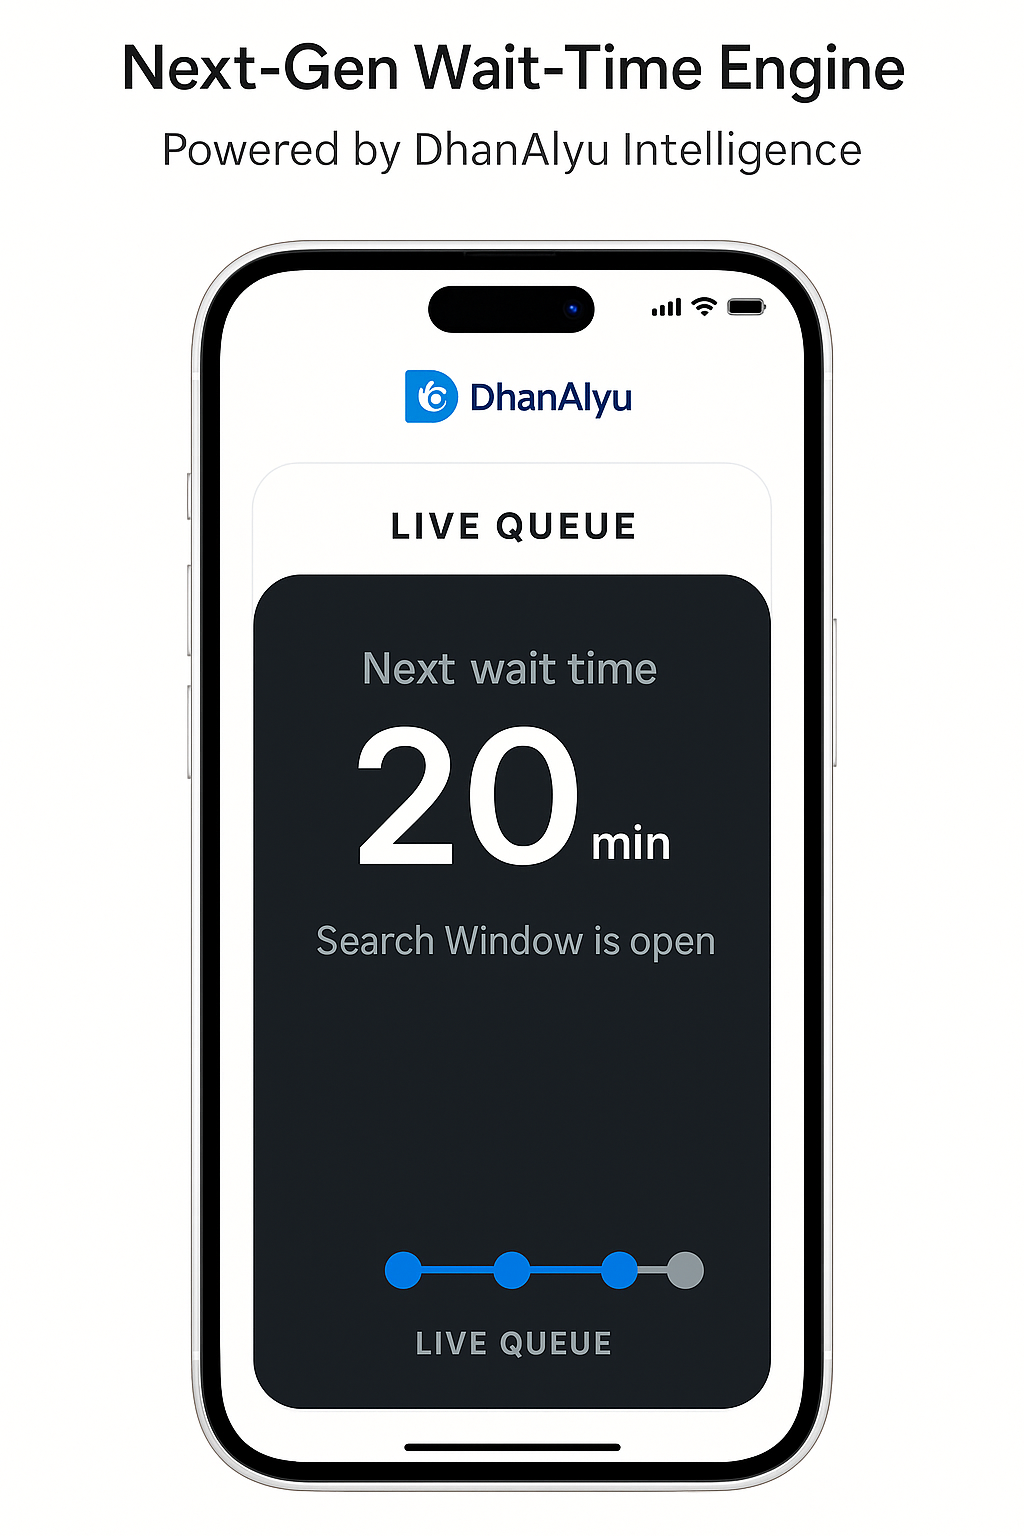 Next-Gen Wait-Time Engine
Powered by DhanAlyu Intelligence
DhanAlyu
LIVE QUEUE
Next wait time
20 min
Search Window is open
LIVE QUEUE